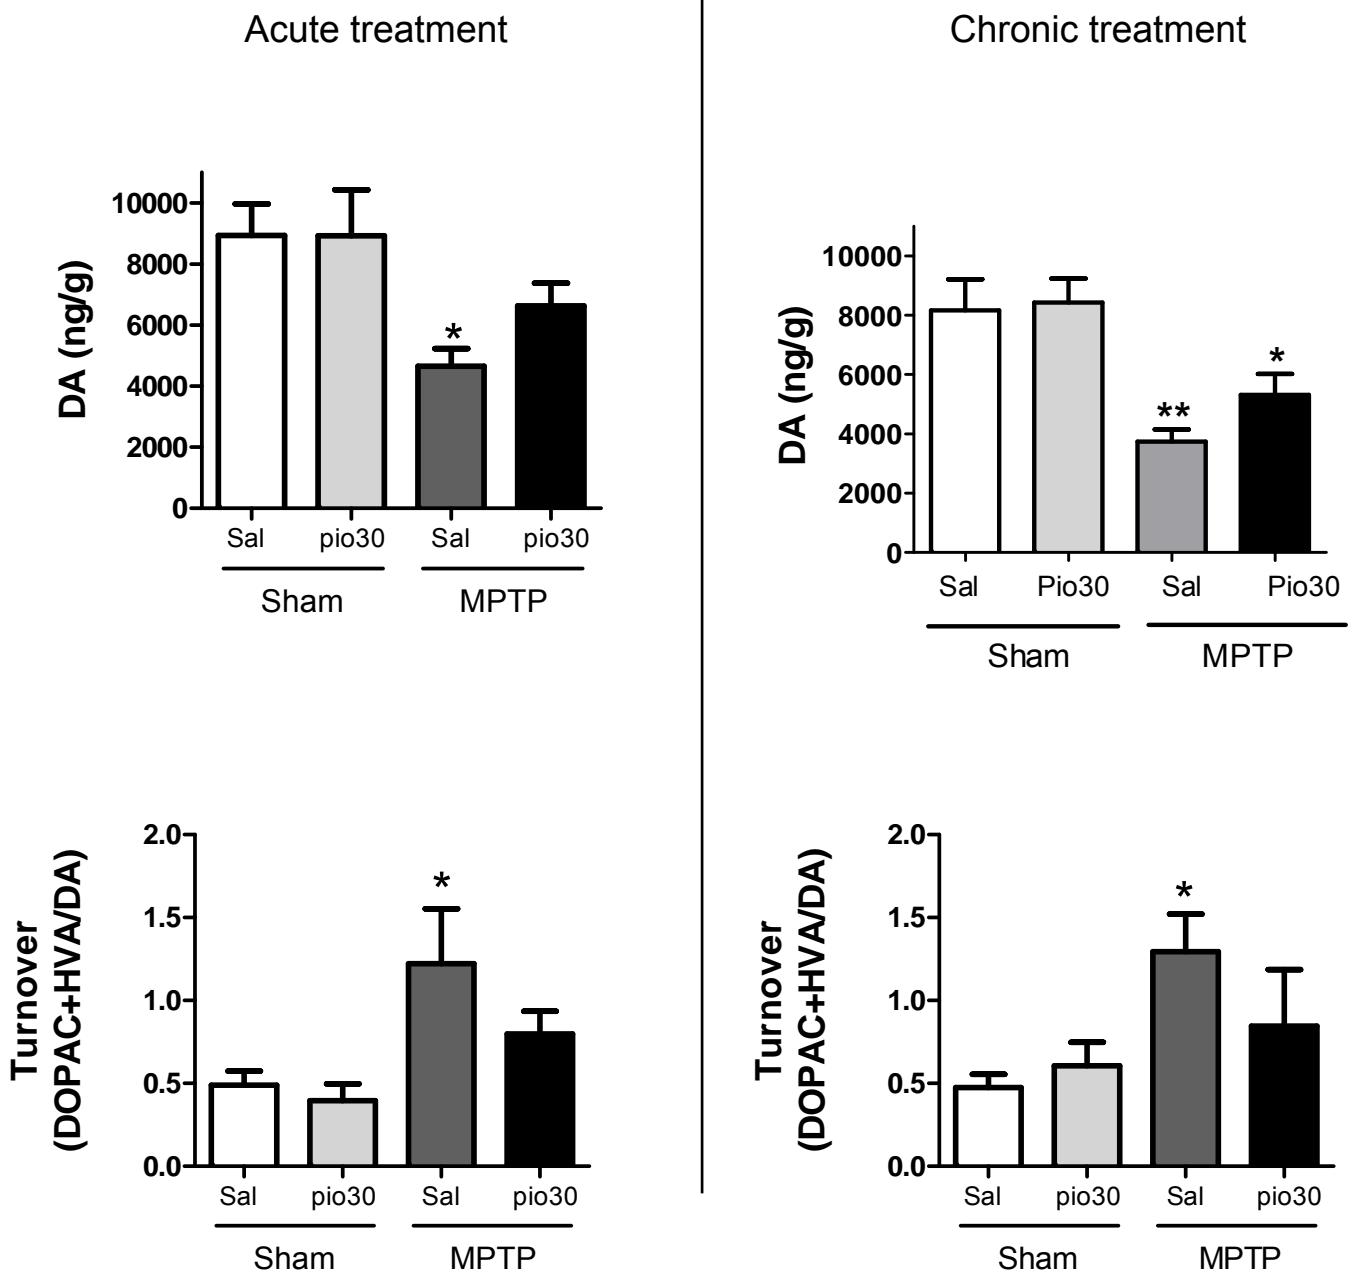 Acute treatment
Chronic treatment
DA (ng/g)
10000
8000
6000
4000
2000
0
*
Sal pio30 Sal pio30
Sham MPTP
DA (ng/g)
10000
8000
6000
4000
2000
0
**
*
Sal Pio30 Sal Pio30
Sham MPTP
Turnover
(DOPAC+HVA/DA)
2.0
1.5
1.0
0.5
0.0
*
Sal pio30 Sal pio30
Sham MPTP
Turnover
(DOPAC+HVA/DA)
2.0
1.5
1.0
0.5
0.0
*
Sal pio30 Sal pio30
Sham MPTP